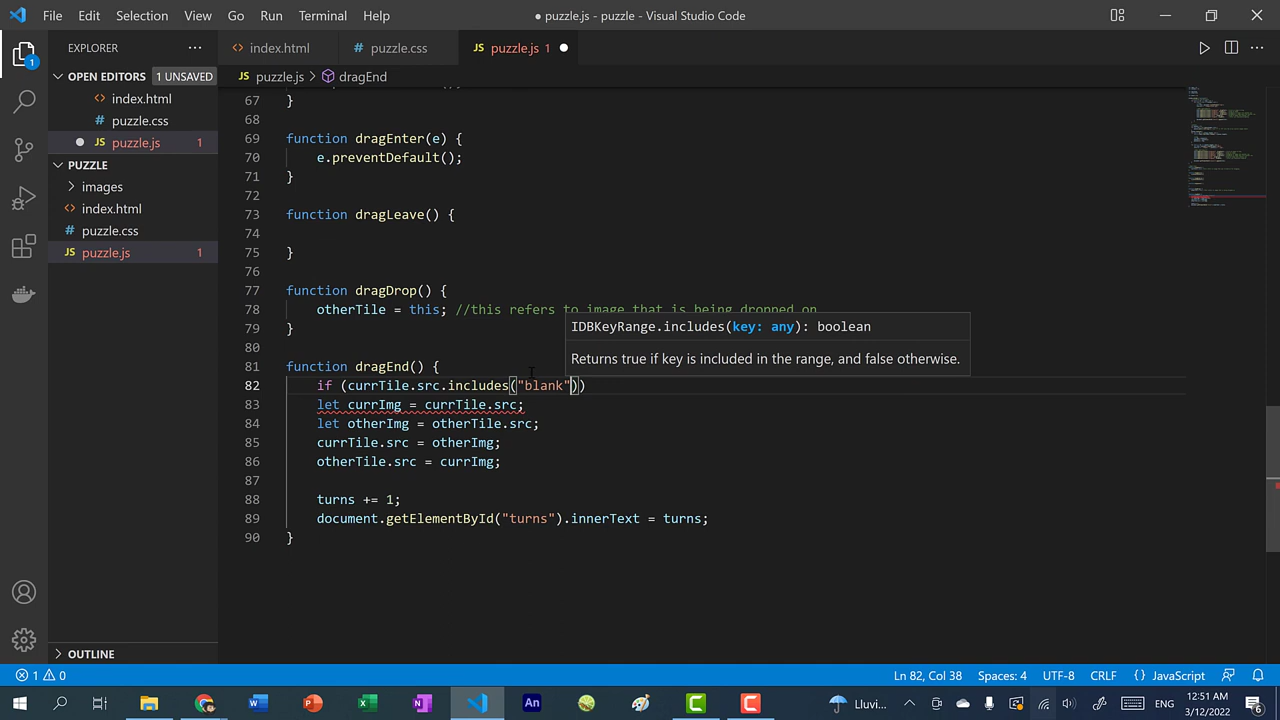 File Edit Selection View Go Run Terminal Help
● puzzle.js - puzzle - Visual Studio Code
EXPLORER
OPEN EDITORS 1 UNSAVED
index.html
puzzle.css
puzzle.js 1
PUZZLE
images
index.html
puzzle.css
puzzle.js 1
OUTLINE
1
index.html
puzzle.css
JS puzzle.js 1
JS puzzle.js > dragEnd
67 }
68
69 function dragEnter(e) {
70 e.preventDefault();
71 }
72
73 function dragLeave() {
74
75 }
76
77 function dragDrop() {
78 otherTile = this; //this refers to image that is being dropped on
79 }
80
81 function dragEnd() {
82 if (currTile.src.includes("blank"))
83 let currImg = currTile.src;
84 let otherImg = otherTile.src;
85 currTile.src = otherImg;
86 otherTile.src = currImg;
87
88 turns += 1;
89 document.getElementById("turns").innerText = turns;
90 }
IDBKeyRange.includes(key: any): boolean
Returns true if key is included in the range, and false otherwise.
1 0
Ln 82, Col 38 Spaces: 4 UTF-8 CRLF {} JavaScript
Lluvi...
ENG
12:51 AM
3/12/2022
6